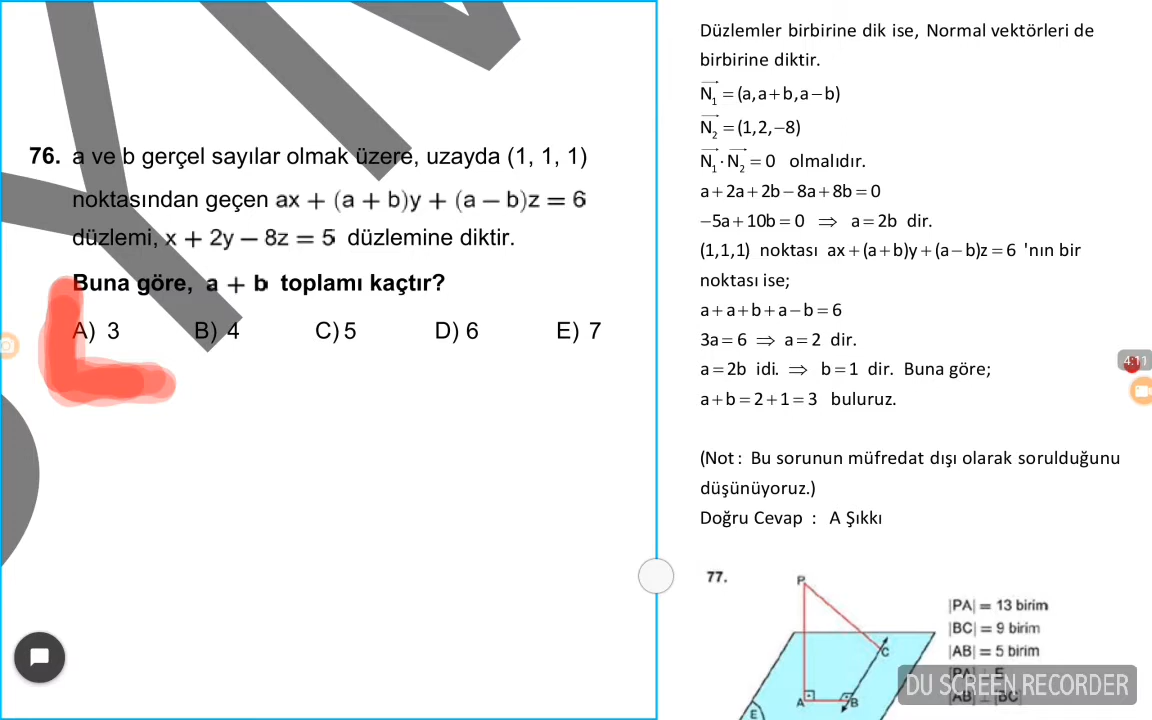 76. a ve b gerçel sayılar olmak üzere, uzayda (1, 1, 1)
noktasından geçen ax + (a + b)y + (a − b)z = 6
düzlemi, x + 2y − 8z = 5 düzlemine diktir.
Buna göre, a + b toplamı kaçtır?
A) 3 B) 4 C) 5 D) 6 E) 7
Düzlemler birbirine dik ise, Normal vektörleri de
birbirine diktir.
N₁ = (a,a+b,a−b)
N₂ = (1,2,−8)
N₁·N₂ = 0 olmalıdır.
a+2a+2b−8a+8b=0
−5a+10b=0 ⇒ a=2b dir.
(1,1,1) noktası ax+(a+b)y+(a−b)z=6 'nın bir
noktası ise;
a+a+b+a−b=6
3a=6 ⇒ a=2 dir.
a=2b idi. ⇒ b=1 dir. Buna göre;
a+b=2+1=3 buluruz.
(Not : Bu sorunun müfredat dışı olarak sorulduğunu
düşünüyoruz.)
Doğru Cevap : A Şıkkı
4:11
77.
P
C
A
B
E
|PA| = 13 birim
|BC| = 9 birim
|AB| = 5 birim
[PA] ⊥ E
[AB] ⊥ [BC]
DU SCREEN RECORDER